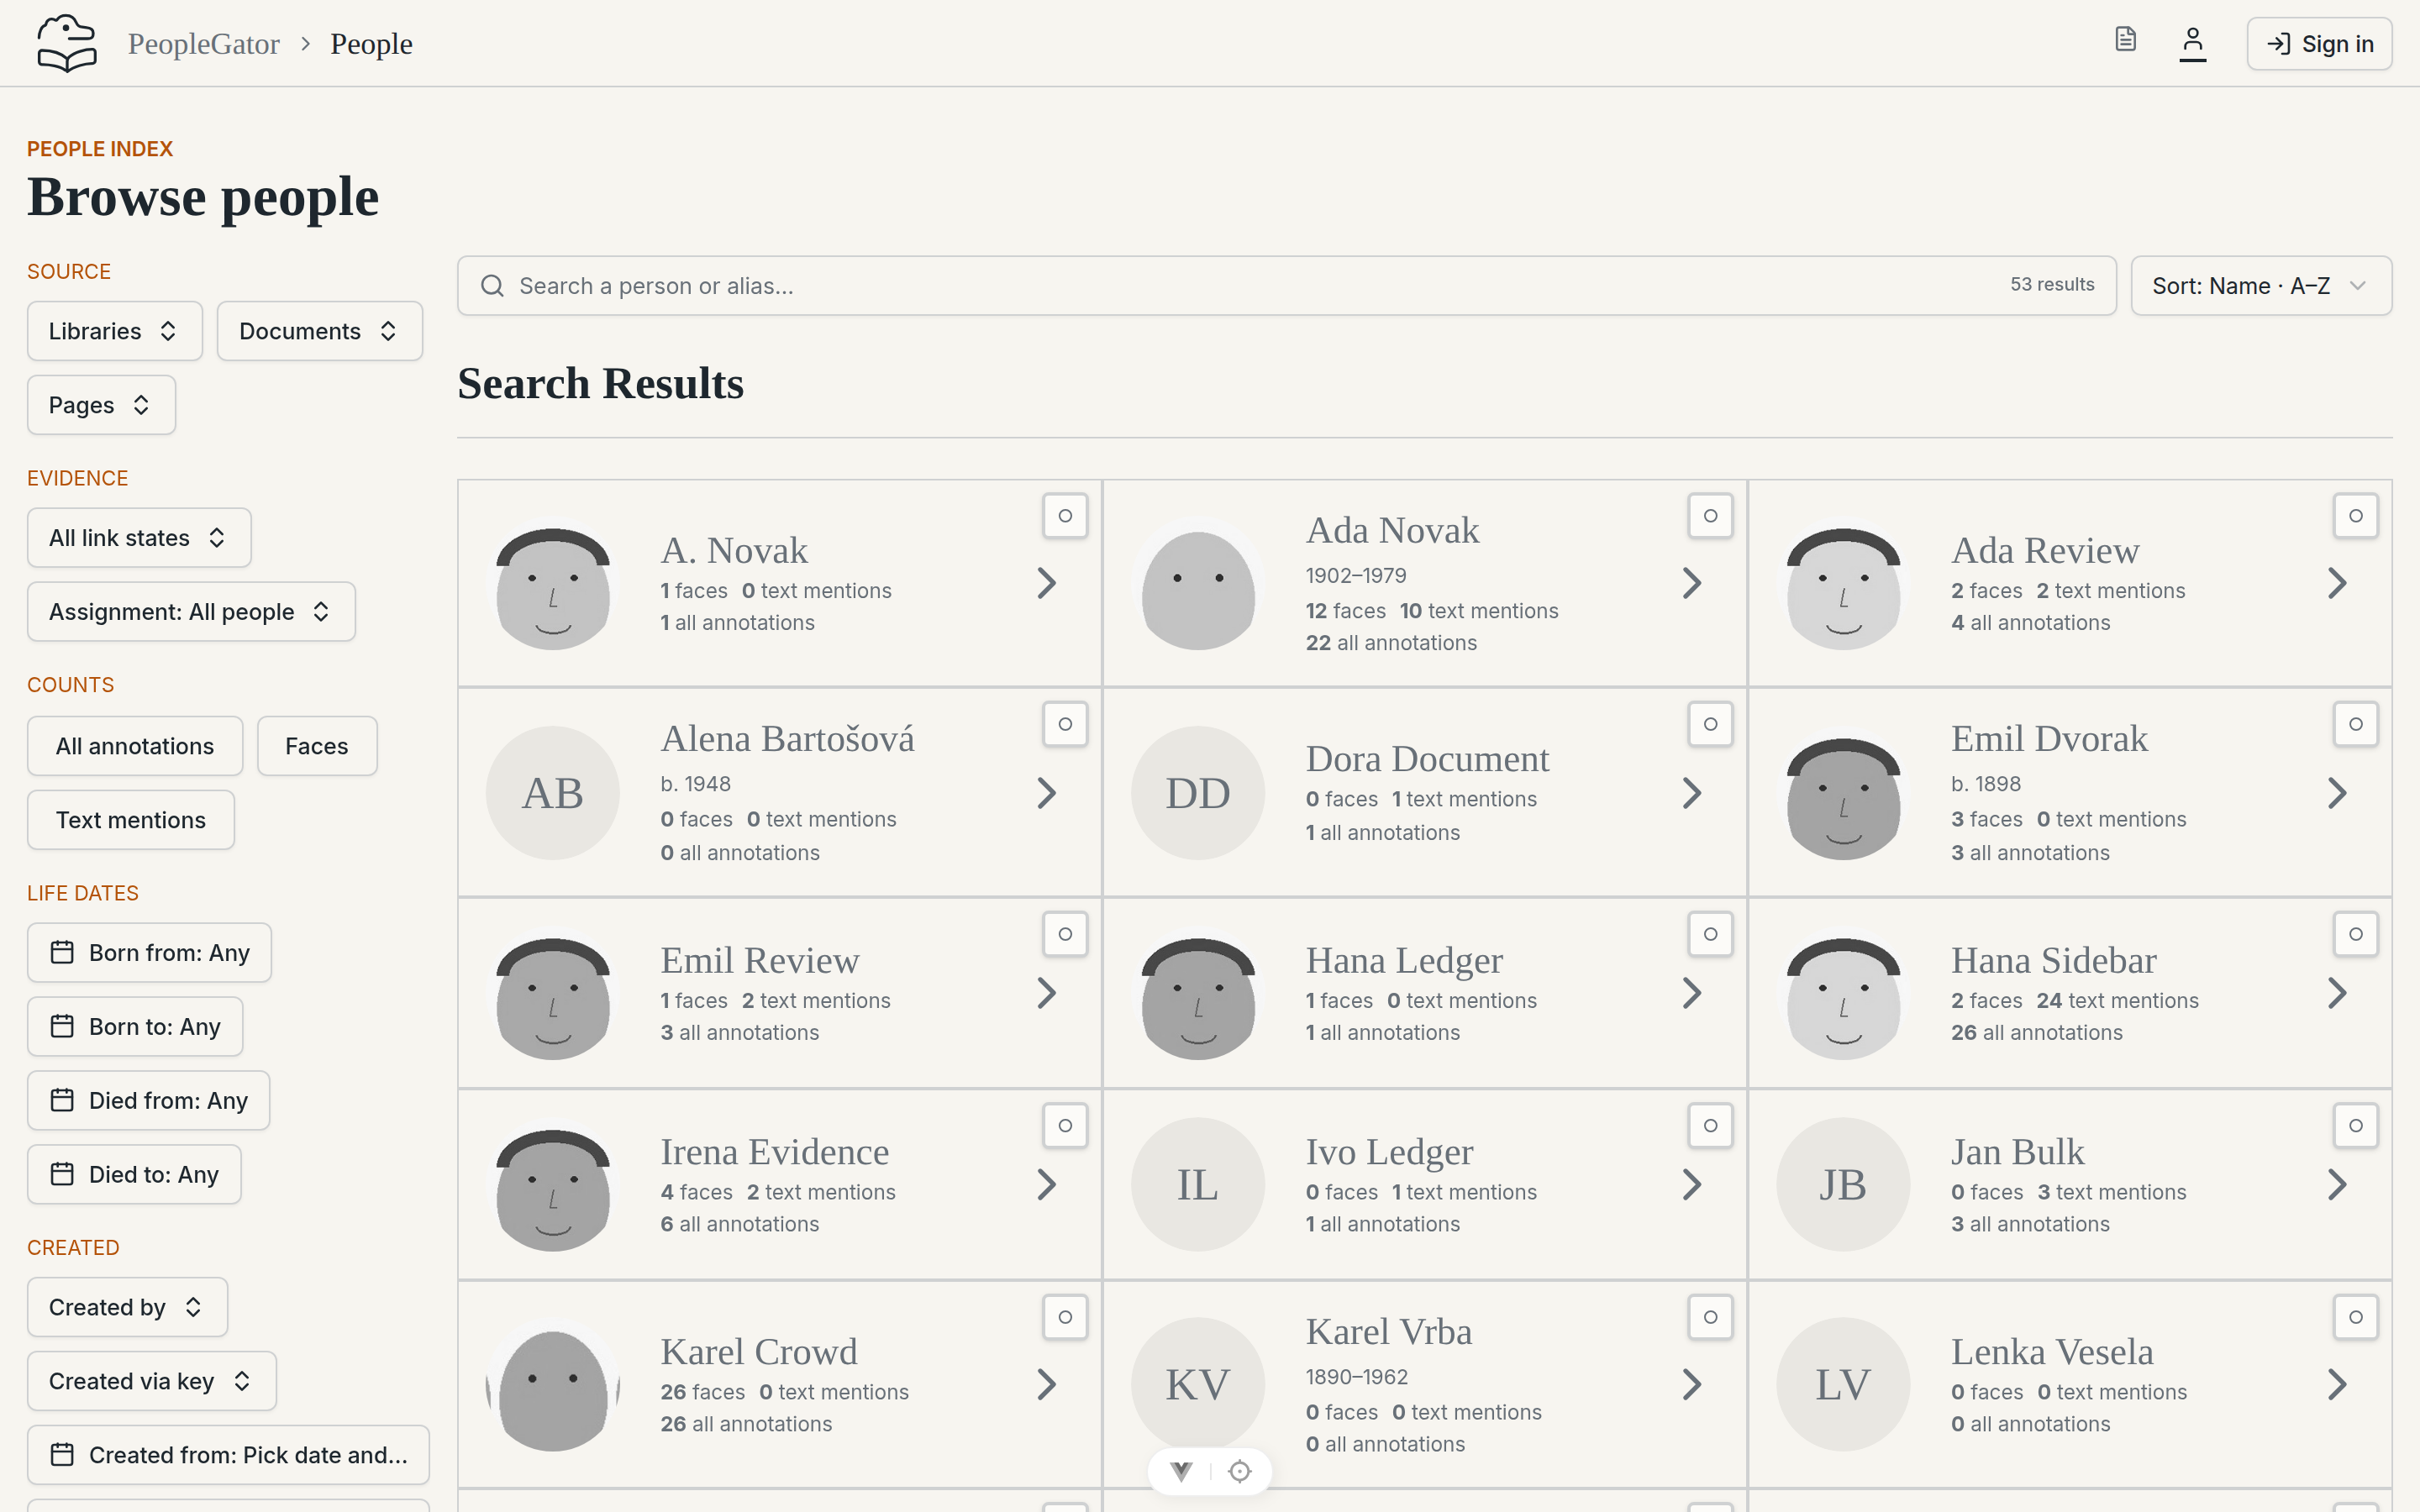 PeopleGator > People
Sign in
PEOPLE INDEX
Browse people
SOURCE
Libraries
Documents
Pages
EVIDENCE
All link states
Assignment: All people
COUNTS
All annotations
Faces
Text mentions
LIFE DATES
Born from: Any
Born to: Any
Died from: Any
Died to: Any
CREATED
Created by
Created via key
Created from: Pick date and...
Search a person or alias...
53 results
Sort: Name · A–Z
Search Results
A. Novak
1 faces 0 text mentions
1 all annotations
Ada Novak
1902–1979
12 faces 10 text mentions
22 all annotations
Ada Review
2 faces 2 text mentions
4 all annotations
AB
Alena Bartošová
b. 1948
0 faces 0 text mentions
0 all annotations
DD
Dora Document
0 faces 1 text mentions
1 all annotations
Emil Dvorak
b. 1898
3 faces 0 text mentions
3 all annotations
Emil Review
1 faces 2 text mentions
3 all annotations
Hana Ledger
1 faces 0 text mentions
1 all annotations
Hana Sidebar
2 faces 24 text mentions
26 all annotations
Irena Evidence
4 faces 2 text mentions
6 all annotations
IL
Ivo Ledger
0 faces 1 text mentions
1 all annotations
JB
Jan Bulk
0 faces 3 text mentions
3 all annotations
Karel Crowd
26 faces 0 text mentions
26 all annotations
KV
Karel Vrba
1890–1962
0 faces 0 text mentions
0 all annotations
LV
Lenka Vesela
0 faces 0 text mentions
0 all annotations